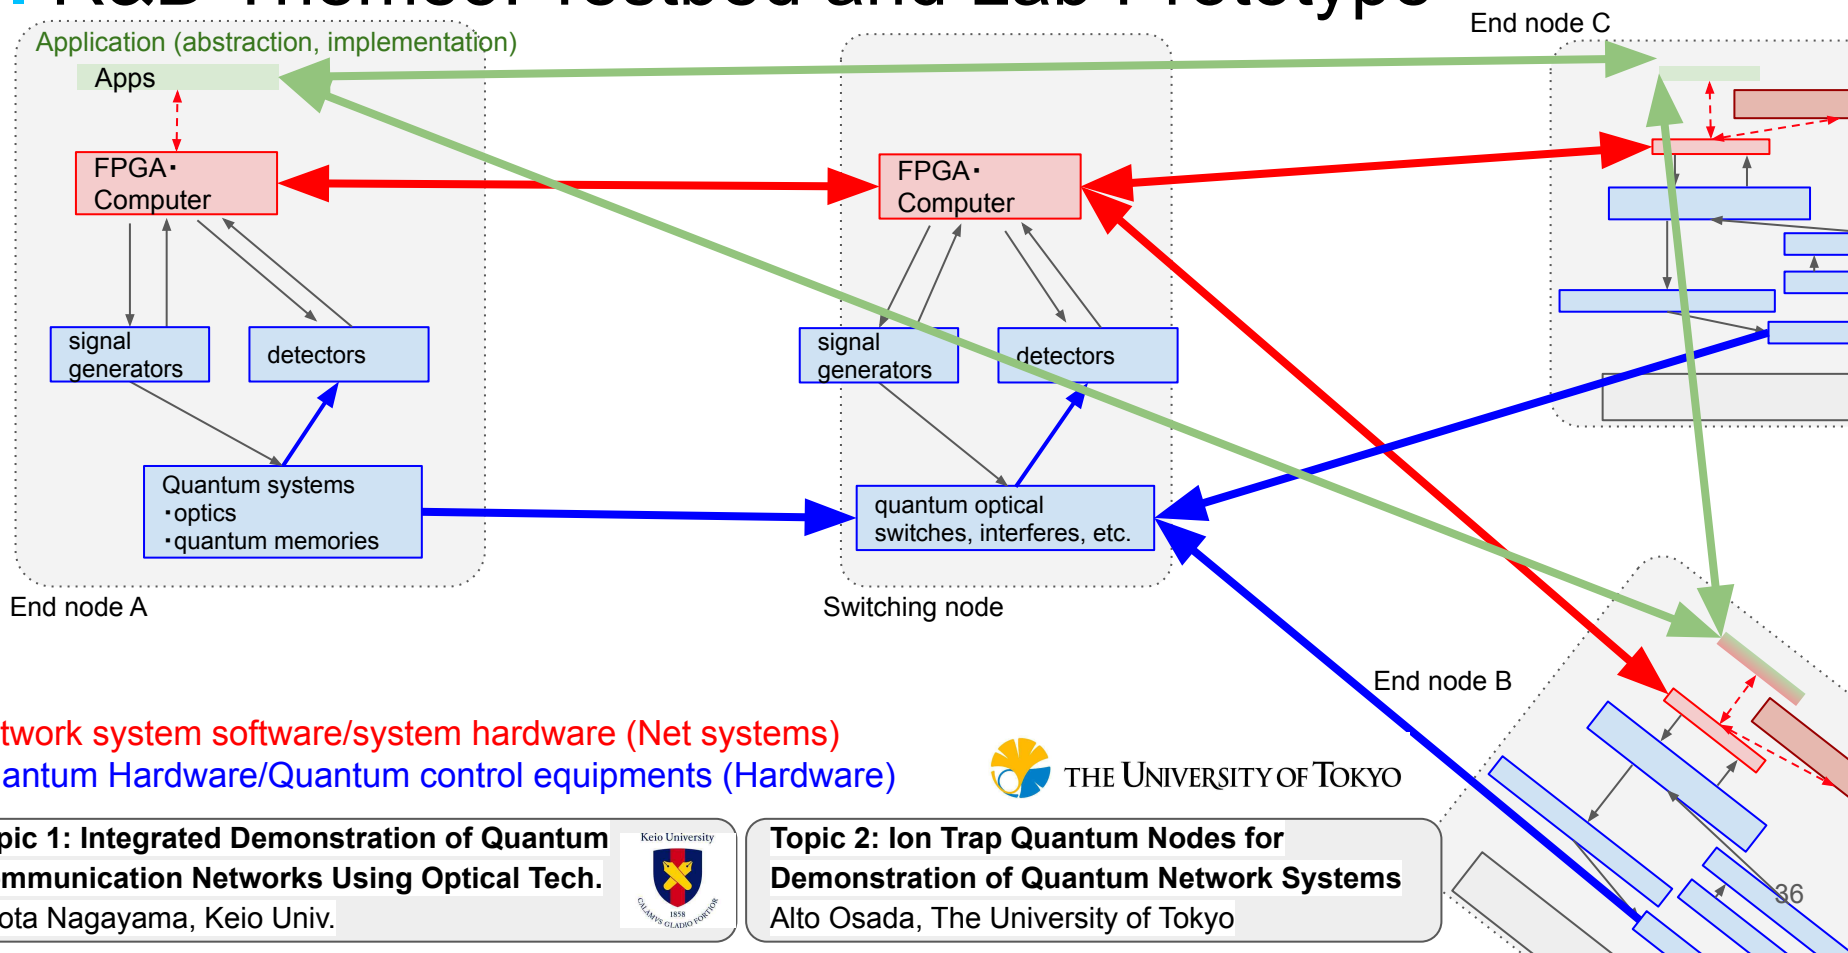 End node C
Application (abstraction, implementation)
Apps
FPGA・
Computer
FPGA・
Computer
signal
generators
detectors
signal
generators
detectors
Quantum systems
・optics
・quantum memories
quantum optical
switches, interferes, etc.
End node A
Switching node
End node B
twork system software/system hardware (Net systems)
antum Hardware/Quantum control equipments (Hardware)
THE UNIVERSITY OF TOKYO
pic 1: Integrated Demonstration of Quantum
mmunication Networks Using Optical Tech.
ota Nagayama, Keio Univ.
Keio University
1858
CALAMVS GLADIO FORTIOR
Topic 2: Ion Trap Quantum Nodes for
Demonstration of Quantum Network Systems
Alto Osada, The University of Tokyo
36